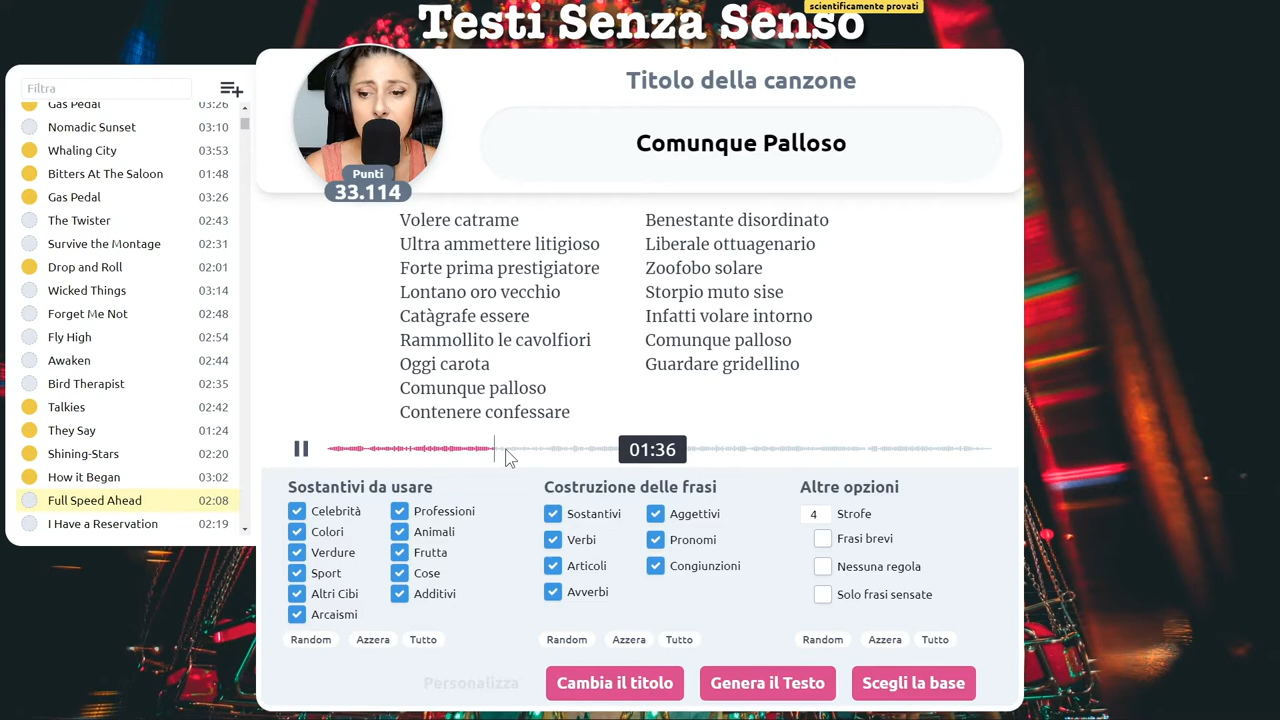 scientificamente provati
Testi Senza Senso
Filtra
Gas Pedal 03:26
Nomadic Sunset 03:10
Whaling City 03:53
Bitters At The Saloon 01:48
Gas Pedal 03:26
The Twister 02:43
Survive the Montage 02:31
Drop and Roll 02:01
Wicked Things 03:14
Forget Me Not 02:48
Fly High 02:54
Awaken 02:44
Bird Therapist 02:35
Talkies 02:42
They Say 01:24
Shining-Stars 02:20
How it Began 03:02
Full Speed Ahead 02:08
I Have a Reservation 02:19
Titolo della canzone
Comunque Palloso
Punti
33.114
Volere catrame
Ultra ammettere litigioso
Forte prima prestigiatore
Lontano oro vecchio
Catàgrafe essere
Rammollito le cavolfiori
Oggi carota
Comunque palloso
Contenere confessare
Benestante disordinato
Liberale ottuagenario
Zoofobo solare
Storpio muto sise
Infatti volare intorno
Comunque palloso
Guardare gridellino
01:36
Sostantivi da usare
Celebrità Professioni
Colori Animali
Verdure Frutta
Sport Cose
Altri Cibi Additivi
Arcaismi
Random Azzera Tutto
Costruzione delle frasi
Sostantivi Aggettivi
Verbi Pronomi
Articoli Congiunzioni
Avverbi
Random Azzera Tutto
Altre opzioni
4 Strofe
Frasi brevi
Nessuna regola
Solo frasi sensate
Random Azzera Tutto
Personalizza
Cambia il titolo
Genera il Testo
Scegli la base